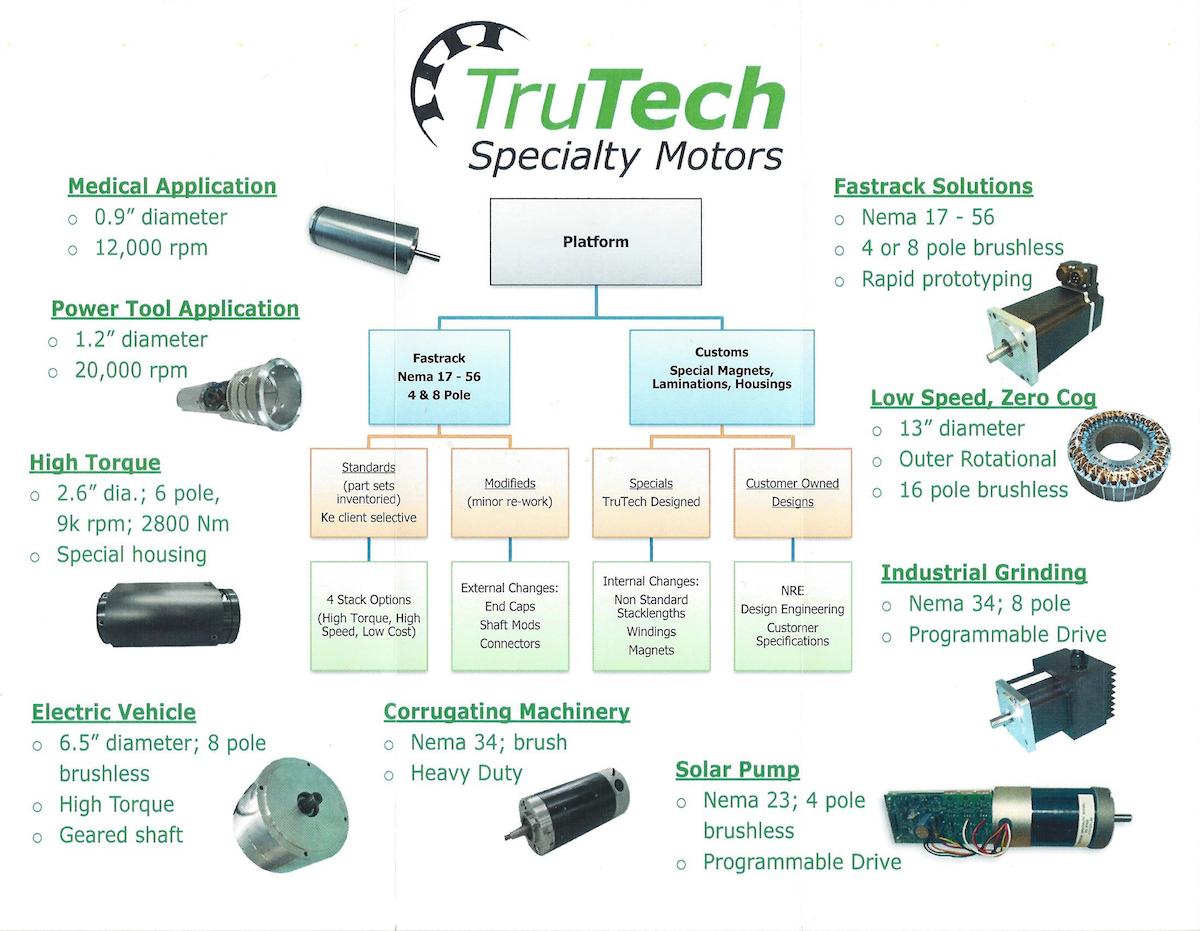 TruTech
Specialty Motors
Medical Application
o 0.9” diameter
o 12,000 rpm
Power Tool Application
o 1.2” diameter
o 20,000 rpm
High Torque
o 2.6” dia.; 6 pole,
9k rpm; 2800 Nm
o Special housing
Electric Vehicle
o 6.5” diameter; 8 pole
brushless
o High Torque
o Geared shaft
Platform
Fastrack
Nema 17 - 56
4 & 8 Pole
Customs
Special Magnets,
Laminations, Housings
Standards
(part sets
inventoried)
Ke client selective
Modifieds
(minor re-work)
Specials
TruTech Designed
Customer Owned
Designs
4 Stack Options
(High Torque, High
Speed, Low Cost)
External Changes:
End Caps
Shaft Mods
Connectors
Internal Changes:
Non Standard
Stacklengths
Windings
Magnets
NRE
Design Engineering
Customer
Specifications
Corrugating Machinery
o Nema 34; brush
o Heavy Duty
Fastrack Solutions
o Nema 17 - 56
o 4 or 8 pole brushless
o Rapid prototyping
Low Speed, Zero Cog
o 13” diameter
o Outer Rotational
o 16 pole brushless
Industrial Grinding
o Nema 34; 8 pole
o Programmable Drive
Solar Pump
o Nema 23; 4 pole
brushless
o Programmable Drive